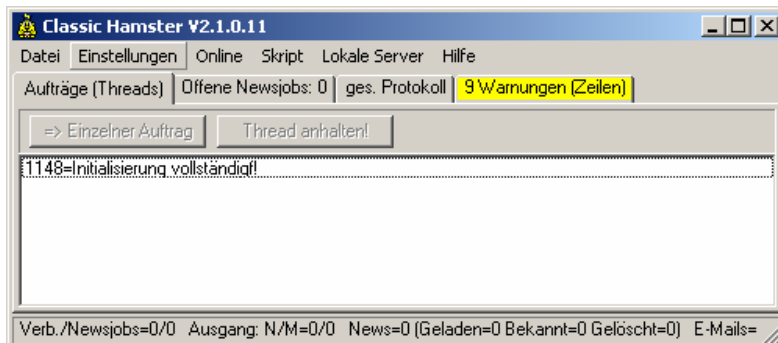 Classic Hamster V2.1.0.11
Datei Einstellungen Online Skript Lokale Server Hilfe
Aufträge (Threads) Offene Newsjobs: 0 ges. Protokoll 9 Warnungen (Zeilen)
=> Einzelner Auftrag Thread anhalten!
1148=Initialisierung vollständig!
Verb./Newsjobs=0/0 Ausgang: N/M=0/0 News=0 (Geladen=0 Bekannt=0 Gelöscht=0) E-Mails=